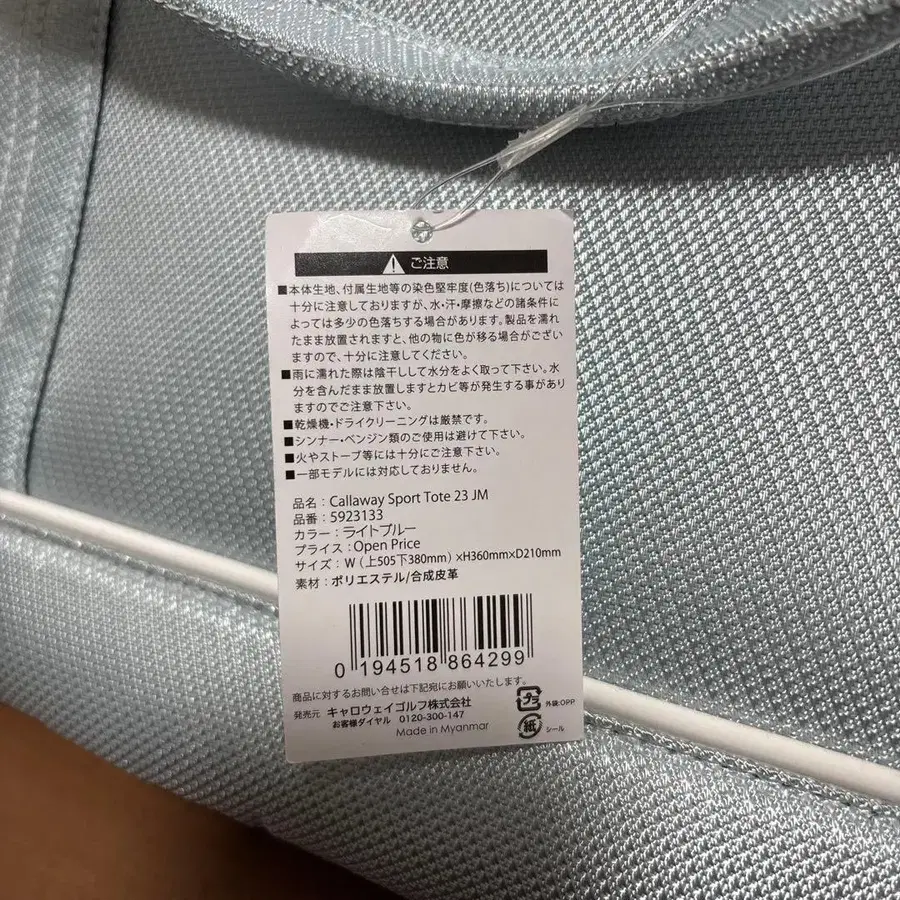 ご注意
■本体生地、付属生地等の染色堅牢度(色落ち)については
十分に注意しておりますが、水・汗・摩擦などの諸条件に
よっては多少の色落ちする場合があります。製品を濡れ
たまま放置されますと、他の物に色が移る場合がござい
ますので、十分に注意してください。
■雨に濡れた際は陰干しして水分をよく取って下さい。水
分を含んだまま放置しますとカビ等が発生する事があり
ますのでご注意下さい。
■乾燥機・ドライクリーニングは厳禁です。
■シンナー・ベンジン類のご使用は避けて下さい。
■火やストーブ等には十分にご注意下さい。
■一部モデルには対応しておりません。
品名：Callaway Sport Tote 23 JM
品番：5923133
カラー：ライトブルー
プライス：Open Price
サイズ：W（上505下380mm）×H360mm×D210mm
素材：ポリエステル/合成皮革
0 194518 864299
商品に対するお問い合せは下記宛にお願いいたします。
発売元 キャロウェイゴルフ株式会社
お客様ダイヤル 0120-300-147
Made in Myanmar
プラ 外袋:OPP
紙 シール